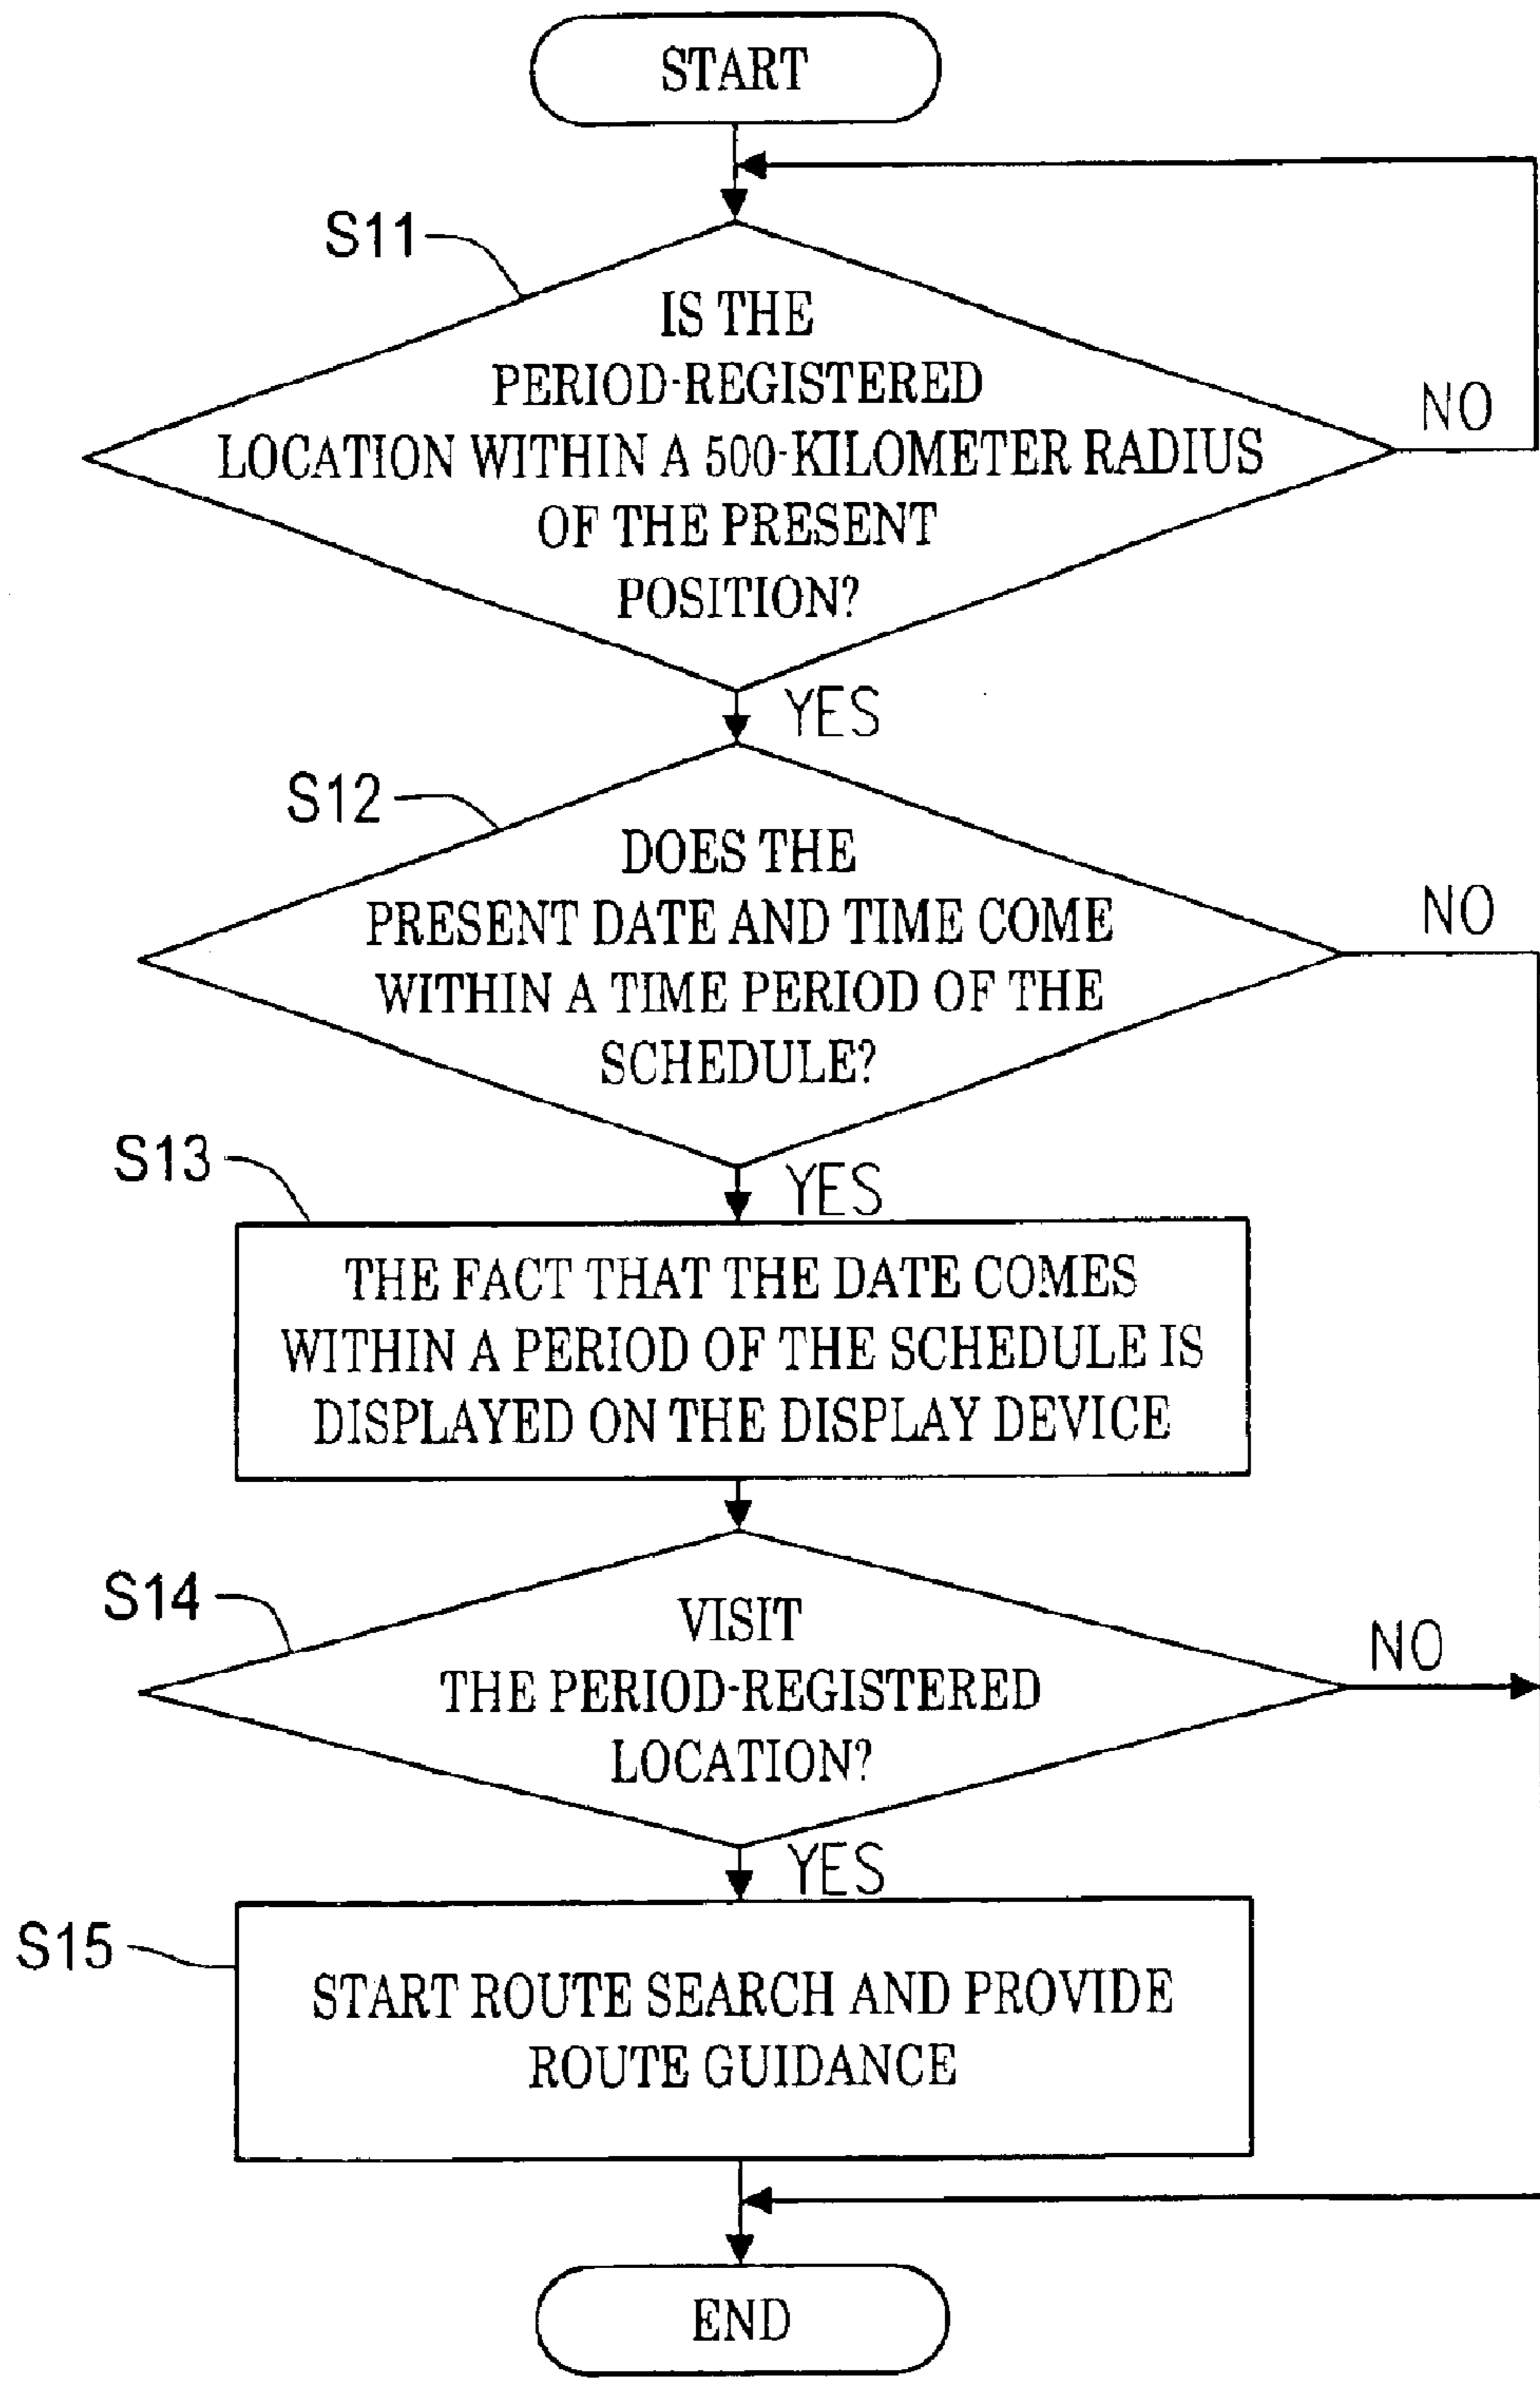 START
S11
IS THE
PERIOD-REGISTERED
LOCATION WITHIN A 500-KILOMETER RADIUS
OF THE PRESENT
POSITION?
NO
YES
S12
DOES THE
PRESENT DATE AND TIME COME
WITHIN A TIME PERIOD OF THE
SCHEDULE?
NO
YES
S13
THE FACT THAT THE DATE COMES
WITHIN A PERIOD OF THE SCHEDULE IS
DISPLAYED ON THE DISPLAY DEVICE
S14
VISIT
THE PERIOD-REGISTERED
LOCATION?
NO
YES
S15
START ROUTE SEARCH AND PROVIDE
ROUTE GUIDANCE
END